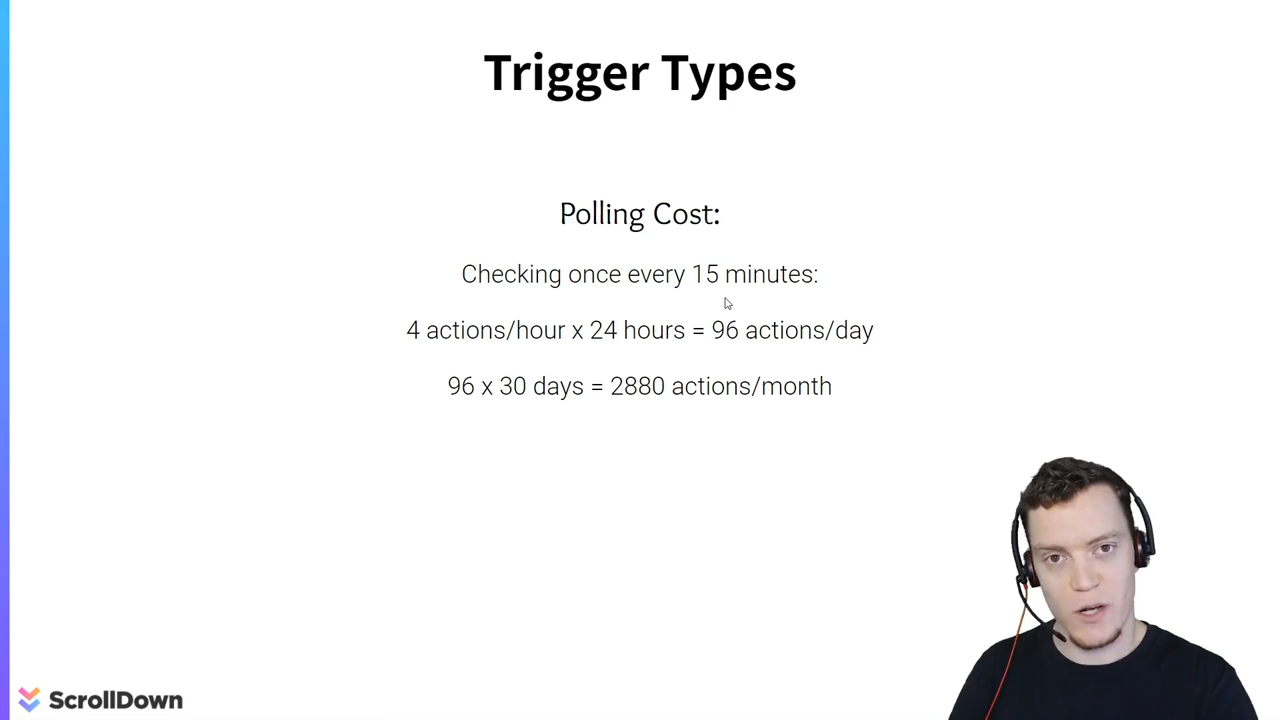 Trigger Types
Polling Cost:
Checking once every 15 minutes:
4 actions/hour x 24 hours = 96 actions/day
96 x 30 days = 2880 actions/month
ScrollDown